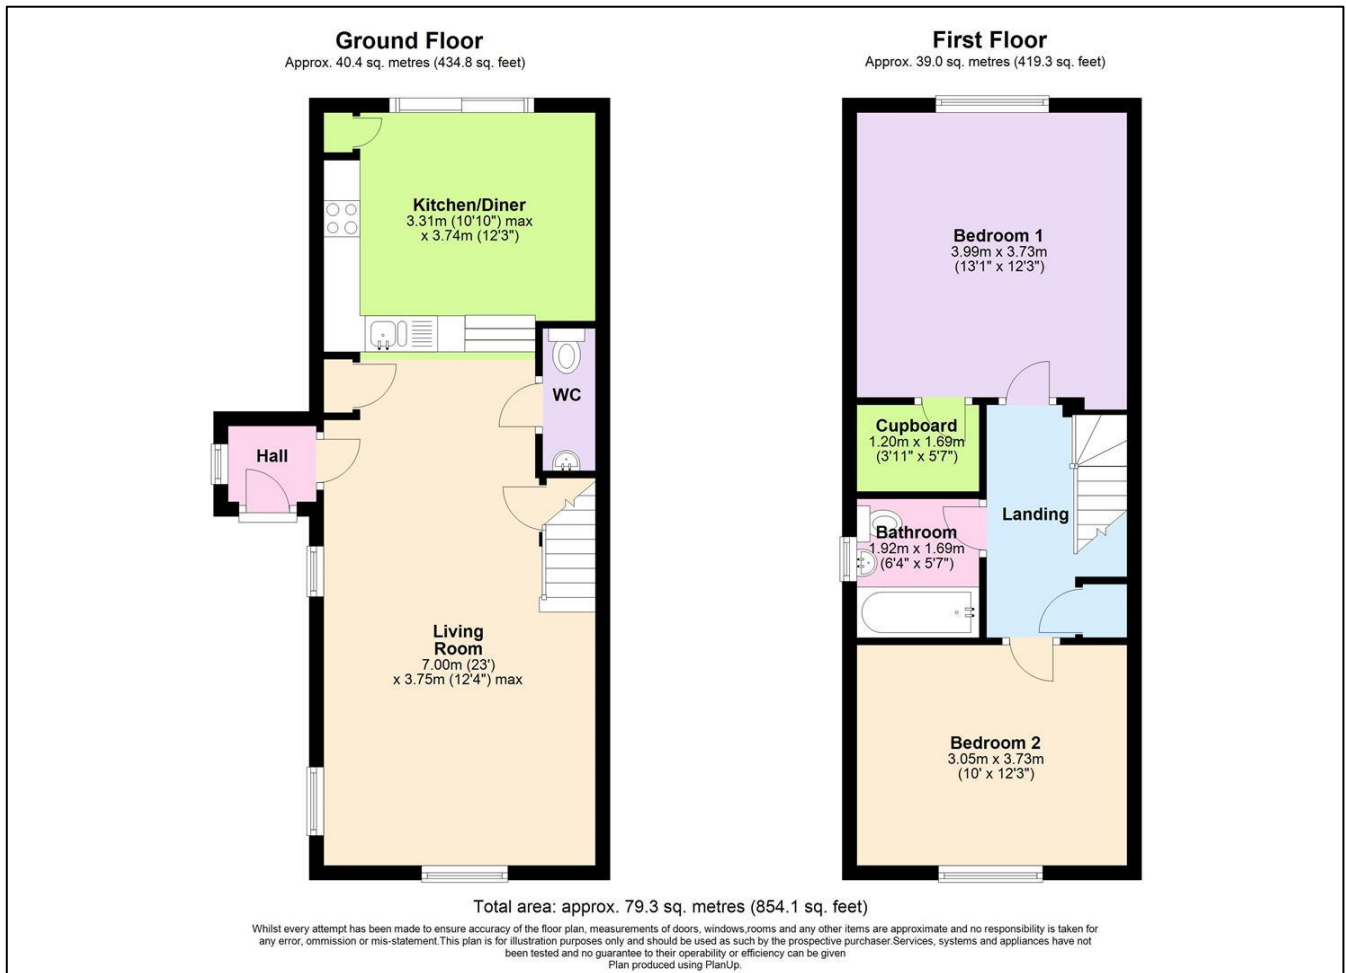 Ground Floor
Approx. 40.4 sq. metres (434.8 sq. feet)
Kitchen/Diner
3.31m (10'10") max
x 3.74m (12'3")
WC
Hall
Living
Room
7.00m (23')
x 3.75m (12'4") max
First Floor
Approx. 39.0 sq. metres (419.3 sq. feet)
Bedroom 1
3.99m x 3.73m
(13'1" x 12'3")
Cupboard
1.20m x 1.69m
(3'11" x 5'7")
Landing
Bathroom
1.92m x 1.69m
(6'4" x 5'7")
Bedroom 2
3.05m x 3.73m
(10' x 12'3")
Total area: approx. 79.3 sq. metres (854.1 sq. feet)
Whilst every attempt has been made to ensure accuracy of the floor plan, measurements of doors, windows,rooms and any other items are approximate and no responsibility is taken for
any error, ommission or mis-statement.This plan is for illustration purposes only and should be used as such by the prospective purchaser.Services, systems and appliances have not
been tested and no guarantee to their operability or efficiency can be given
Plan produced using PlanUp.